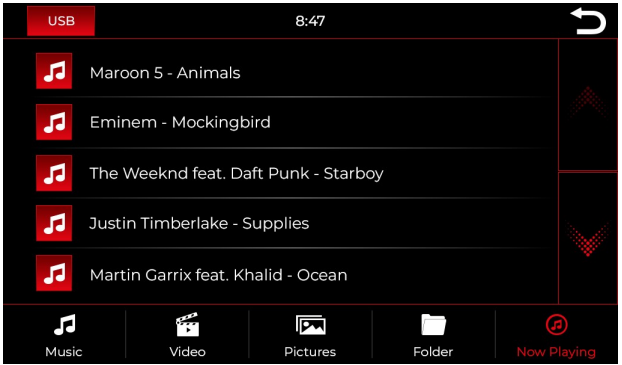 USB
8:47
Maroon 5 - Animals
Eminem - Mockingbird
The Weeknd feat. Daft Punk - Starboy
Justin Timberlake - Supplies
Martin Garrix feat. Khalid - Ocean
Music
Video
Pictures
Folder
Now Playing